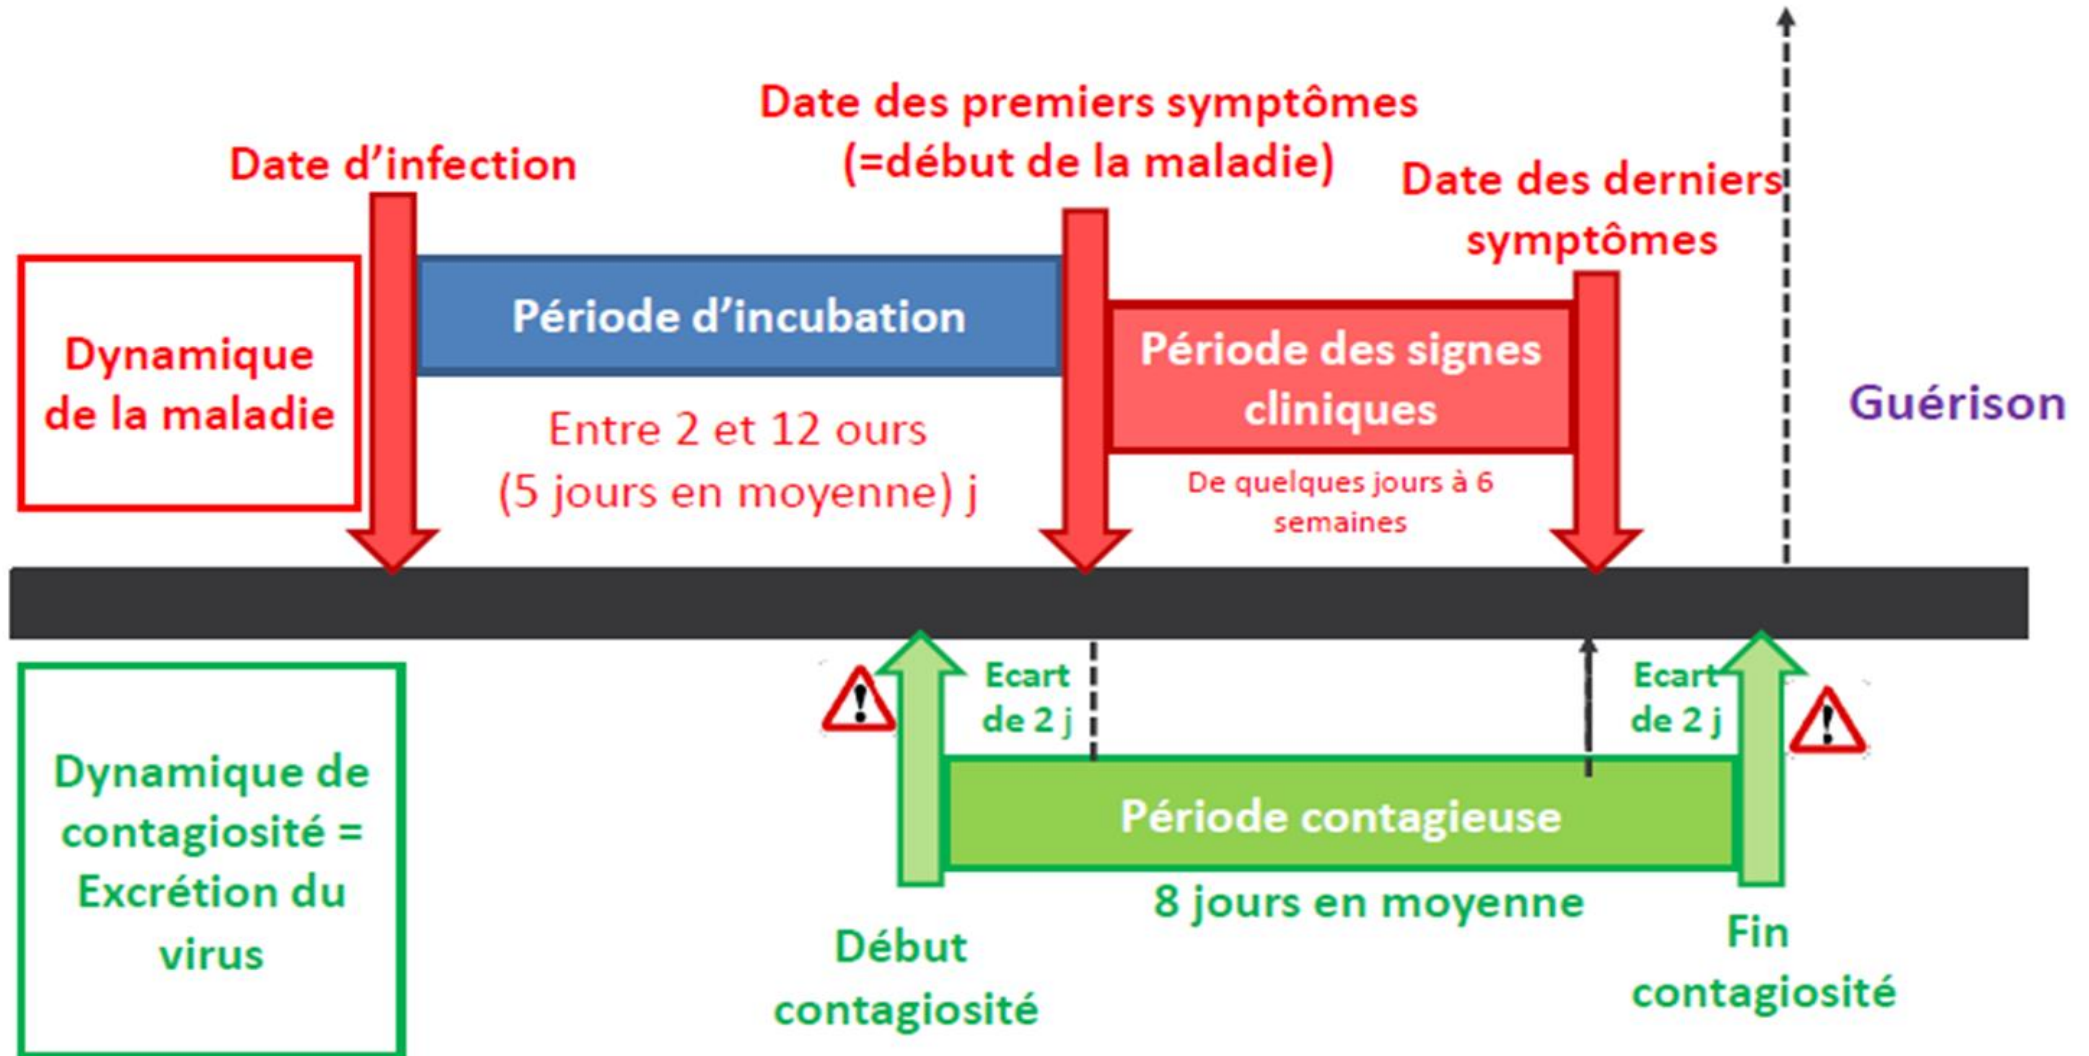 Date des premiers symptômes
(=début de la maladie)
Date d’infection
Date des derniers
symptômes
Dynamique
de la maladie
Période d’incubation
Entre 2 et 12 ours
(5 jours en moyenne) j
Période des signes
cliniques
De quelques jours à 6
semaines
Guérison
Dynamique de
contagiosité =
Excrétion du
virus
!
Ecart
de 2 j
Ecart
de 2 j
!
Période contagieuse
8 jours en moyenne
Début
contagiosité
Fin
contagiosité